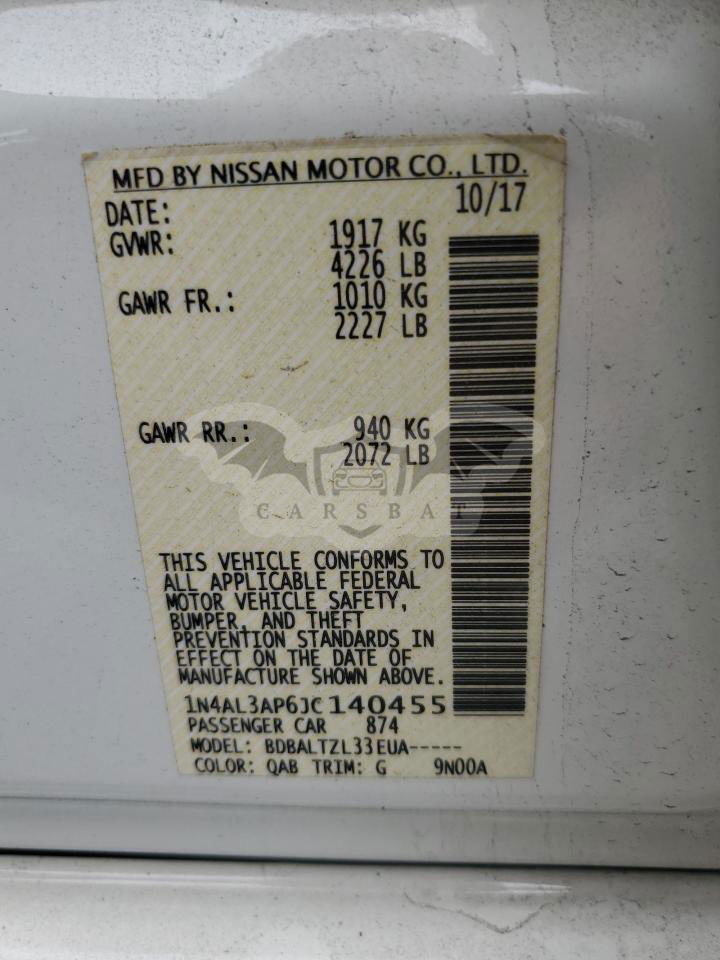 MFD BY NISSAN MOTOR CO., LTD.
DATE: 10/17
GVWR: 1917 KG
4226 LB
GAWR FR.: 1010 KG
2227 LB
GAWR RR.: 940 KG
2072 LB
CARSBAT
THIS VEHICLE CONFORMS TO
ALL APPLICABLE FEDERAL
MOTOR VEHICLE SAFETY,
BUMPER, AND THEFT
PREVENTION STANDARDS IN
EFFECT ON THE DATE OF
MANUFACTURE SHOWN ABOVE.
1N4AL3AP6JC140455
PASSENGER CAR 874
MODEL: BDBALTZL33EUA-----
COLOR: QAB TRIM: G 9N00A